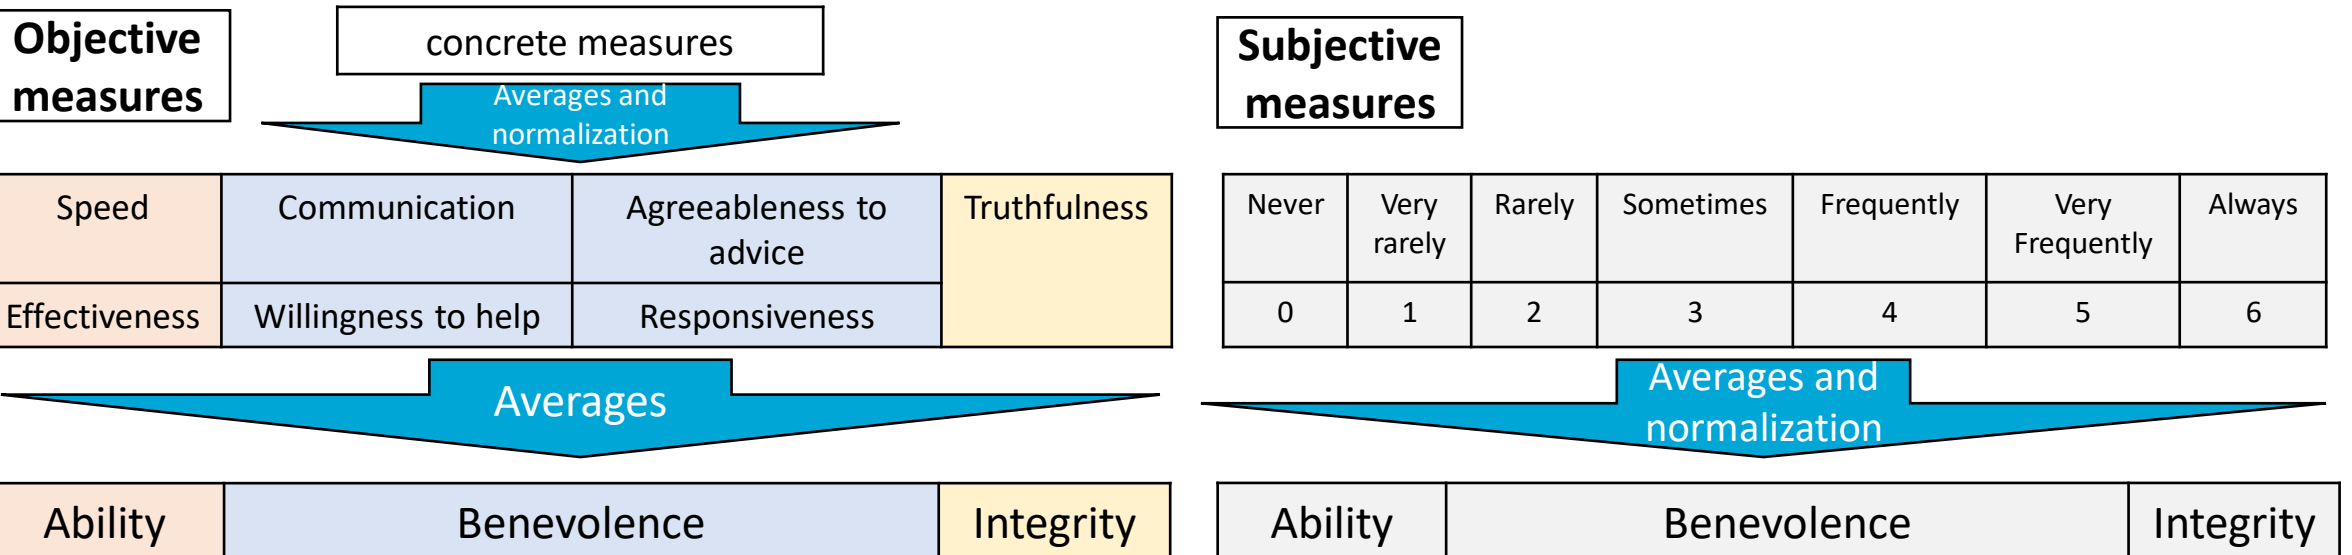 Objective
measures
concrete measures
Averages and
normalization
Speed
Communication
Agreeableness to
advice
Truthfulness
Effectiveness
Willingness to help
Responsiveness
Averages
Ability
Benevolence
Integrity
Subjective
measures
Never
Very
rarely
Rarely
Sometimes
Frequently
Very
Frequently
Always
0
1
2
3
4
5
6
Averages and
normalization
Ability
Benevolence
Integrity